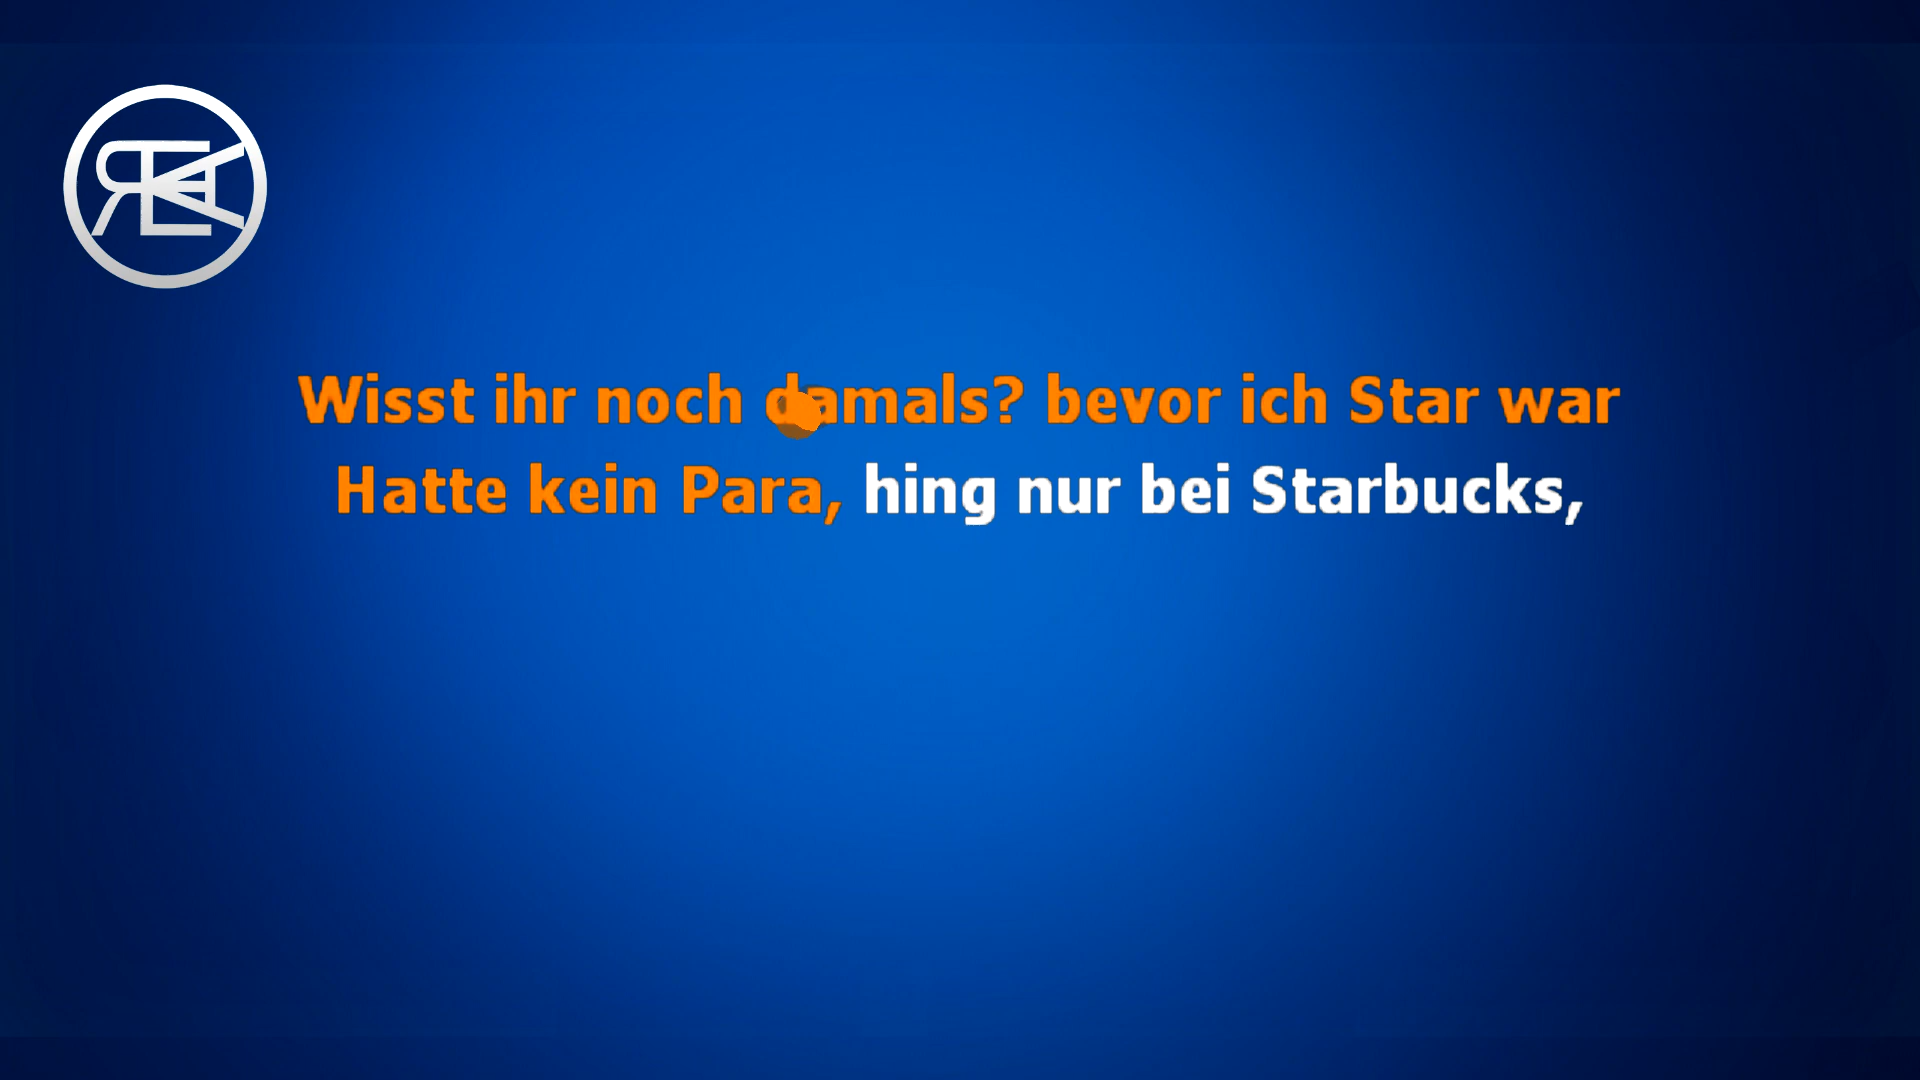 Wisst ihr noch damals? bevor ich Star war
Hatte kein Para, hing nur bei Starbucks,